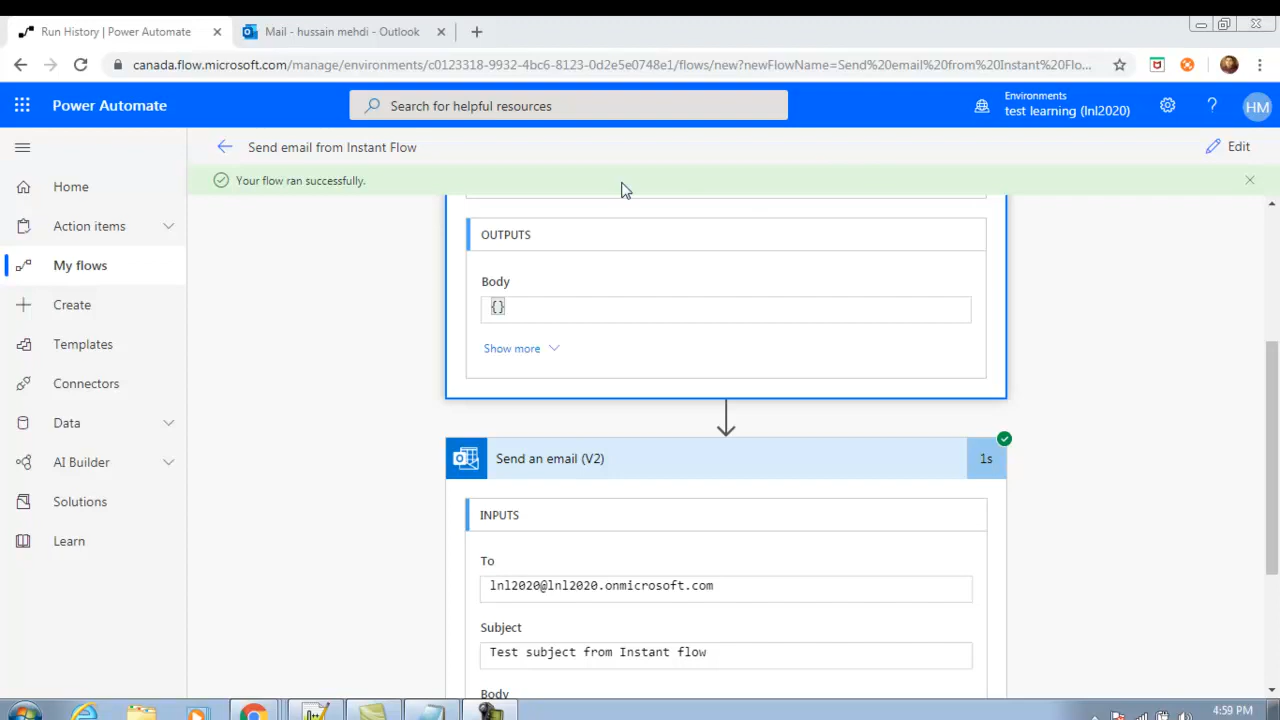 Run History | Power Automate
Mail - hussain mehdi - Outlook
canada.flow.microsoft.com/manage/environments/c0123318-9932-4bc6-8123-0d2e5e0748e1/flows/new?newFlowName=Send%20email%20from%20Instant%20Flo...
Power Automate
Search for helpful resources
Environments
test learning (lnl2020)
?
HM
Send email from Instant Flow
Edit
Your flow ran successfully.
Home
Action items
My flows
Create
Templates
Connectors
Data
AI Builder
Solutions
Learn
OUTPUTS
Body
{}
Show more
Send an email (V2)
1s
INPUTS
To
lnl2020@lnl2020.onmicrosoft.com
Subject
Test subject from Instant flow
Body
4:59 PM